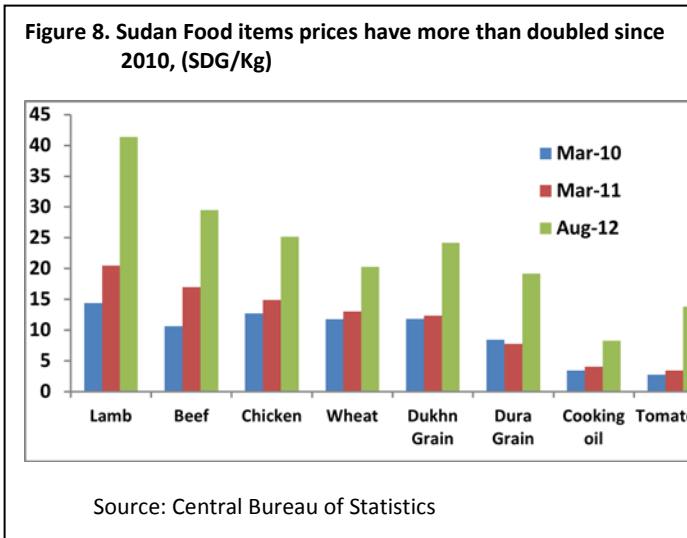 Figure 8. Sudan Food items prices have more than doubled since
2010, (SDG/Kg)
45
40
35
30
25
20
15
10
5
0
Mar-10
Mar-11
Aug-12
Lamb Beef Chicken Wheat Dukhn Dura Cooking Tomato
Grain Grain oil
Source: Central Bureau of Statistics